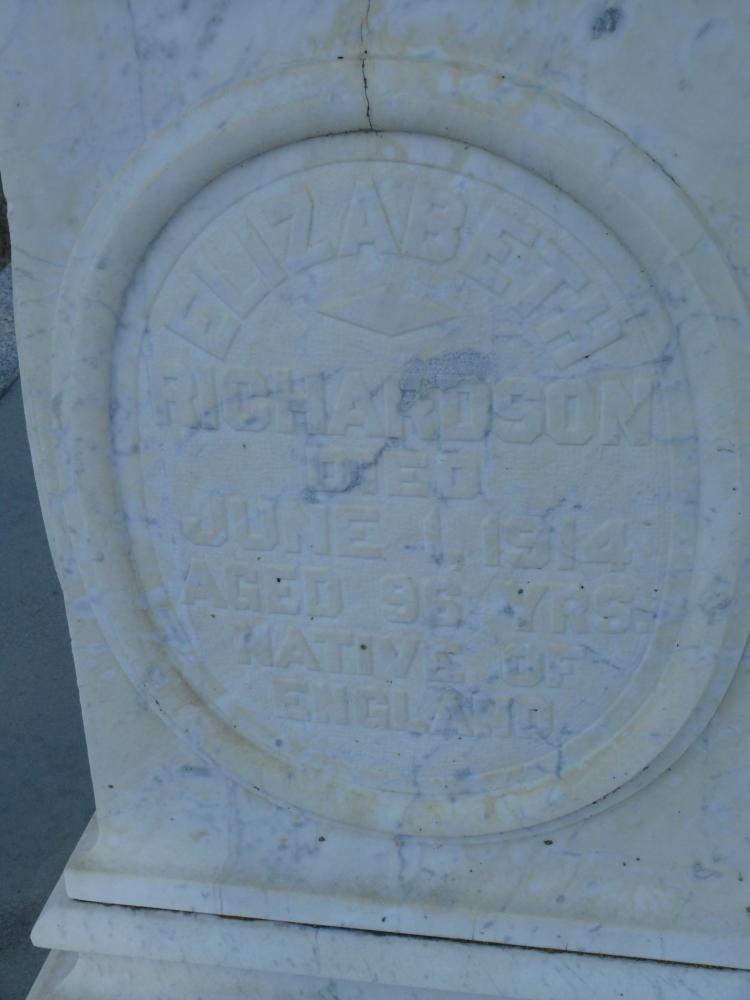 ELIZABETH
RICHARDSON
DIED
JUNE 1, 1914
AGED 96 YRS.
NATIVE OF
ENGLAND.